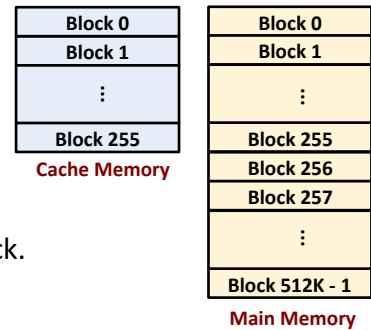 Block 0
Block 1
⋮
Block 255
Cache Memory
ck.
Block 0
Block 1
⋮
Block 255
Block 256
Block 257
⋮
Block 512K - 1
Main Memory